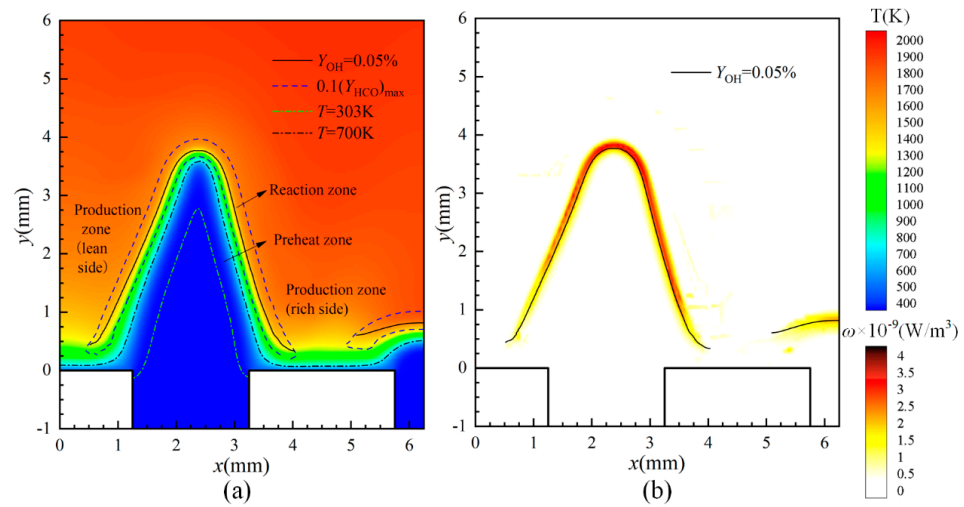 6
5
4
3
2
1
0
-1
y(mm)
Y_OH=0.05%
0.1(Y_HCO)_max
T=303K
T=700K
Production
zone
(lean
side)
Reaction zone
Preheat zone
Production zone
(rich side)
0 1 2 3 4 5 6
x(mm)
(a)
6
5
4
3
2
1
0
-1
y(mm)
Y_OH=0.05%
0 1 2 3 4 5 6
x(mm)
(b)
T(K)
2000
1900
1800
1700
1600
1500
1400
1300
1200
1100
1000
900
800
700
600
500
400
ω×10⁻⁹(W/m³)
4
3.5
3
2.5
2
1.5
1
0.5
0